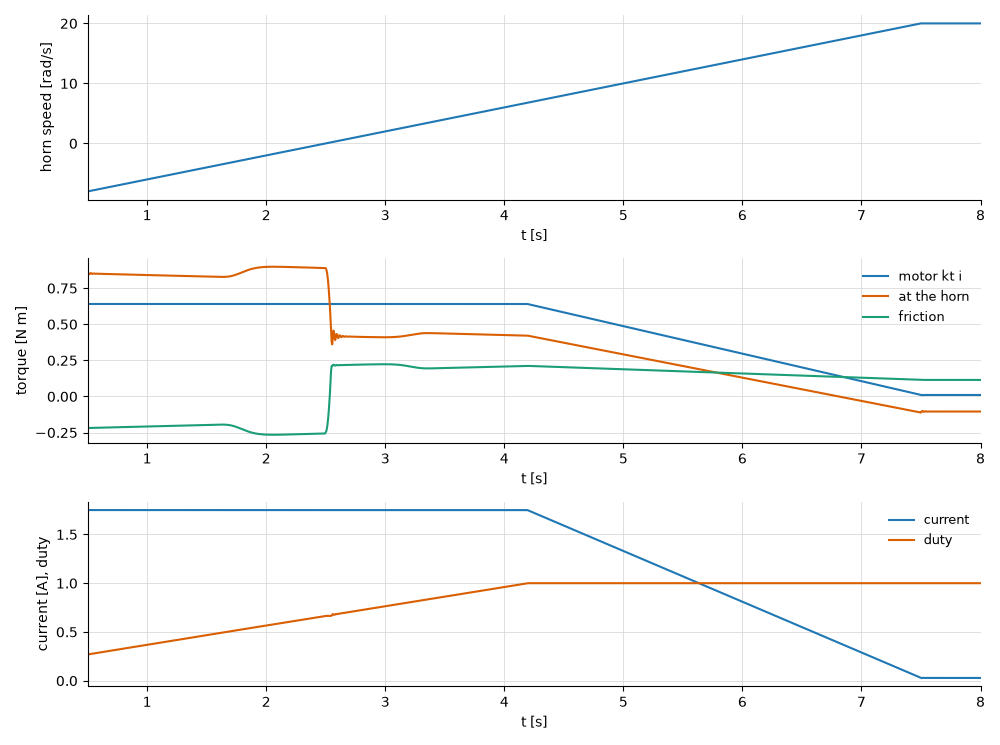 horn speed [rad/s]
20
10
0
1 2 3 4 5 6 7 8
t [s]
torque [N m]
0.75
0.50
0.25
0.00
−0.25
motor kt i
at the horn
friction
1 2 3 4 5 6 7 8
t [s]
current [A], duty
1.5
1.0
0.5
0.0
current
duty
1 2 3 4 5 6 7 8
t [s]